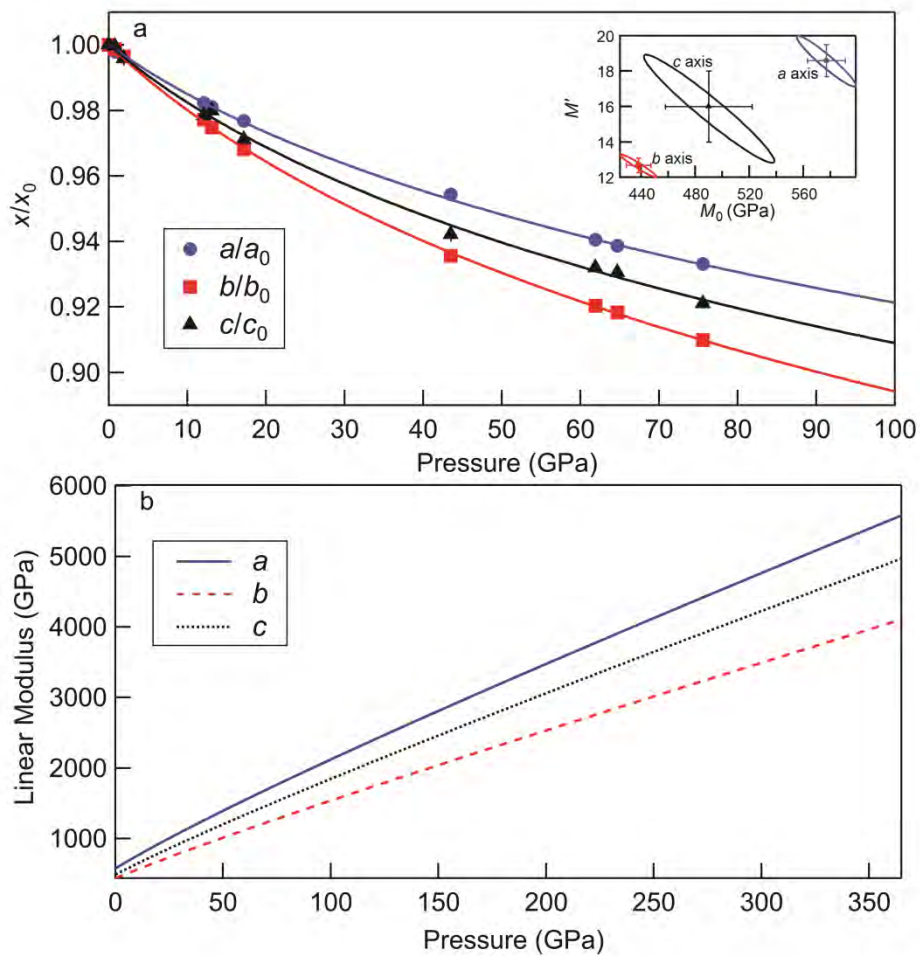 a
1.00
0.98
0.96
0.94
0.92
0.90
x/x₀
a/a₀
b/b₀
c/c₀
0 10 20 30 40 50 60 70 80 90 100
Pressure (GPa)
20
18
16
14
12
M'
c axis
a axis
b axis
440 480 520 560
M₀ (GPa)
b
6000
5000
4000
3000
2000
1000
Linear Modulus (GPa)
a
b
c
0 50 100 150 200 250 300 350
Pressure (GPa)